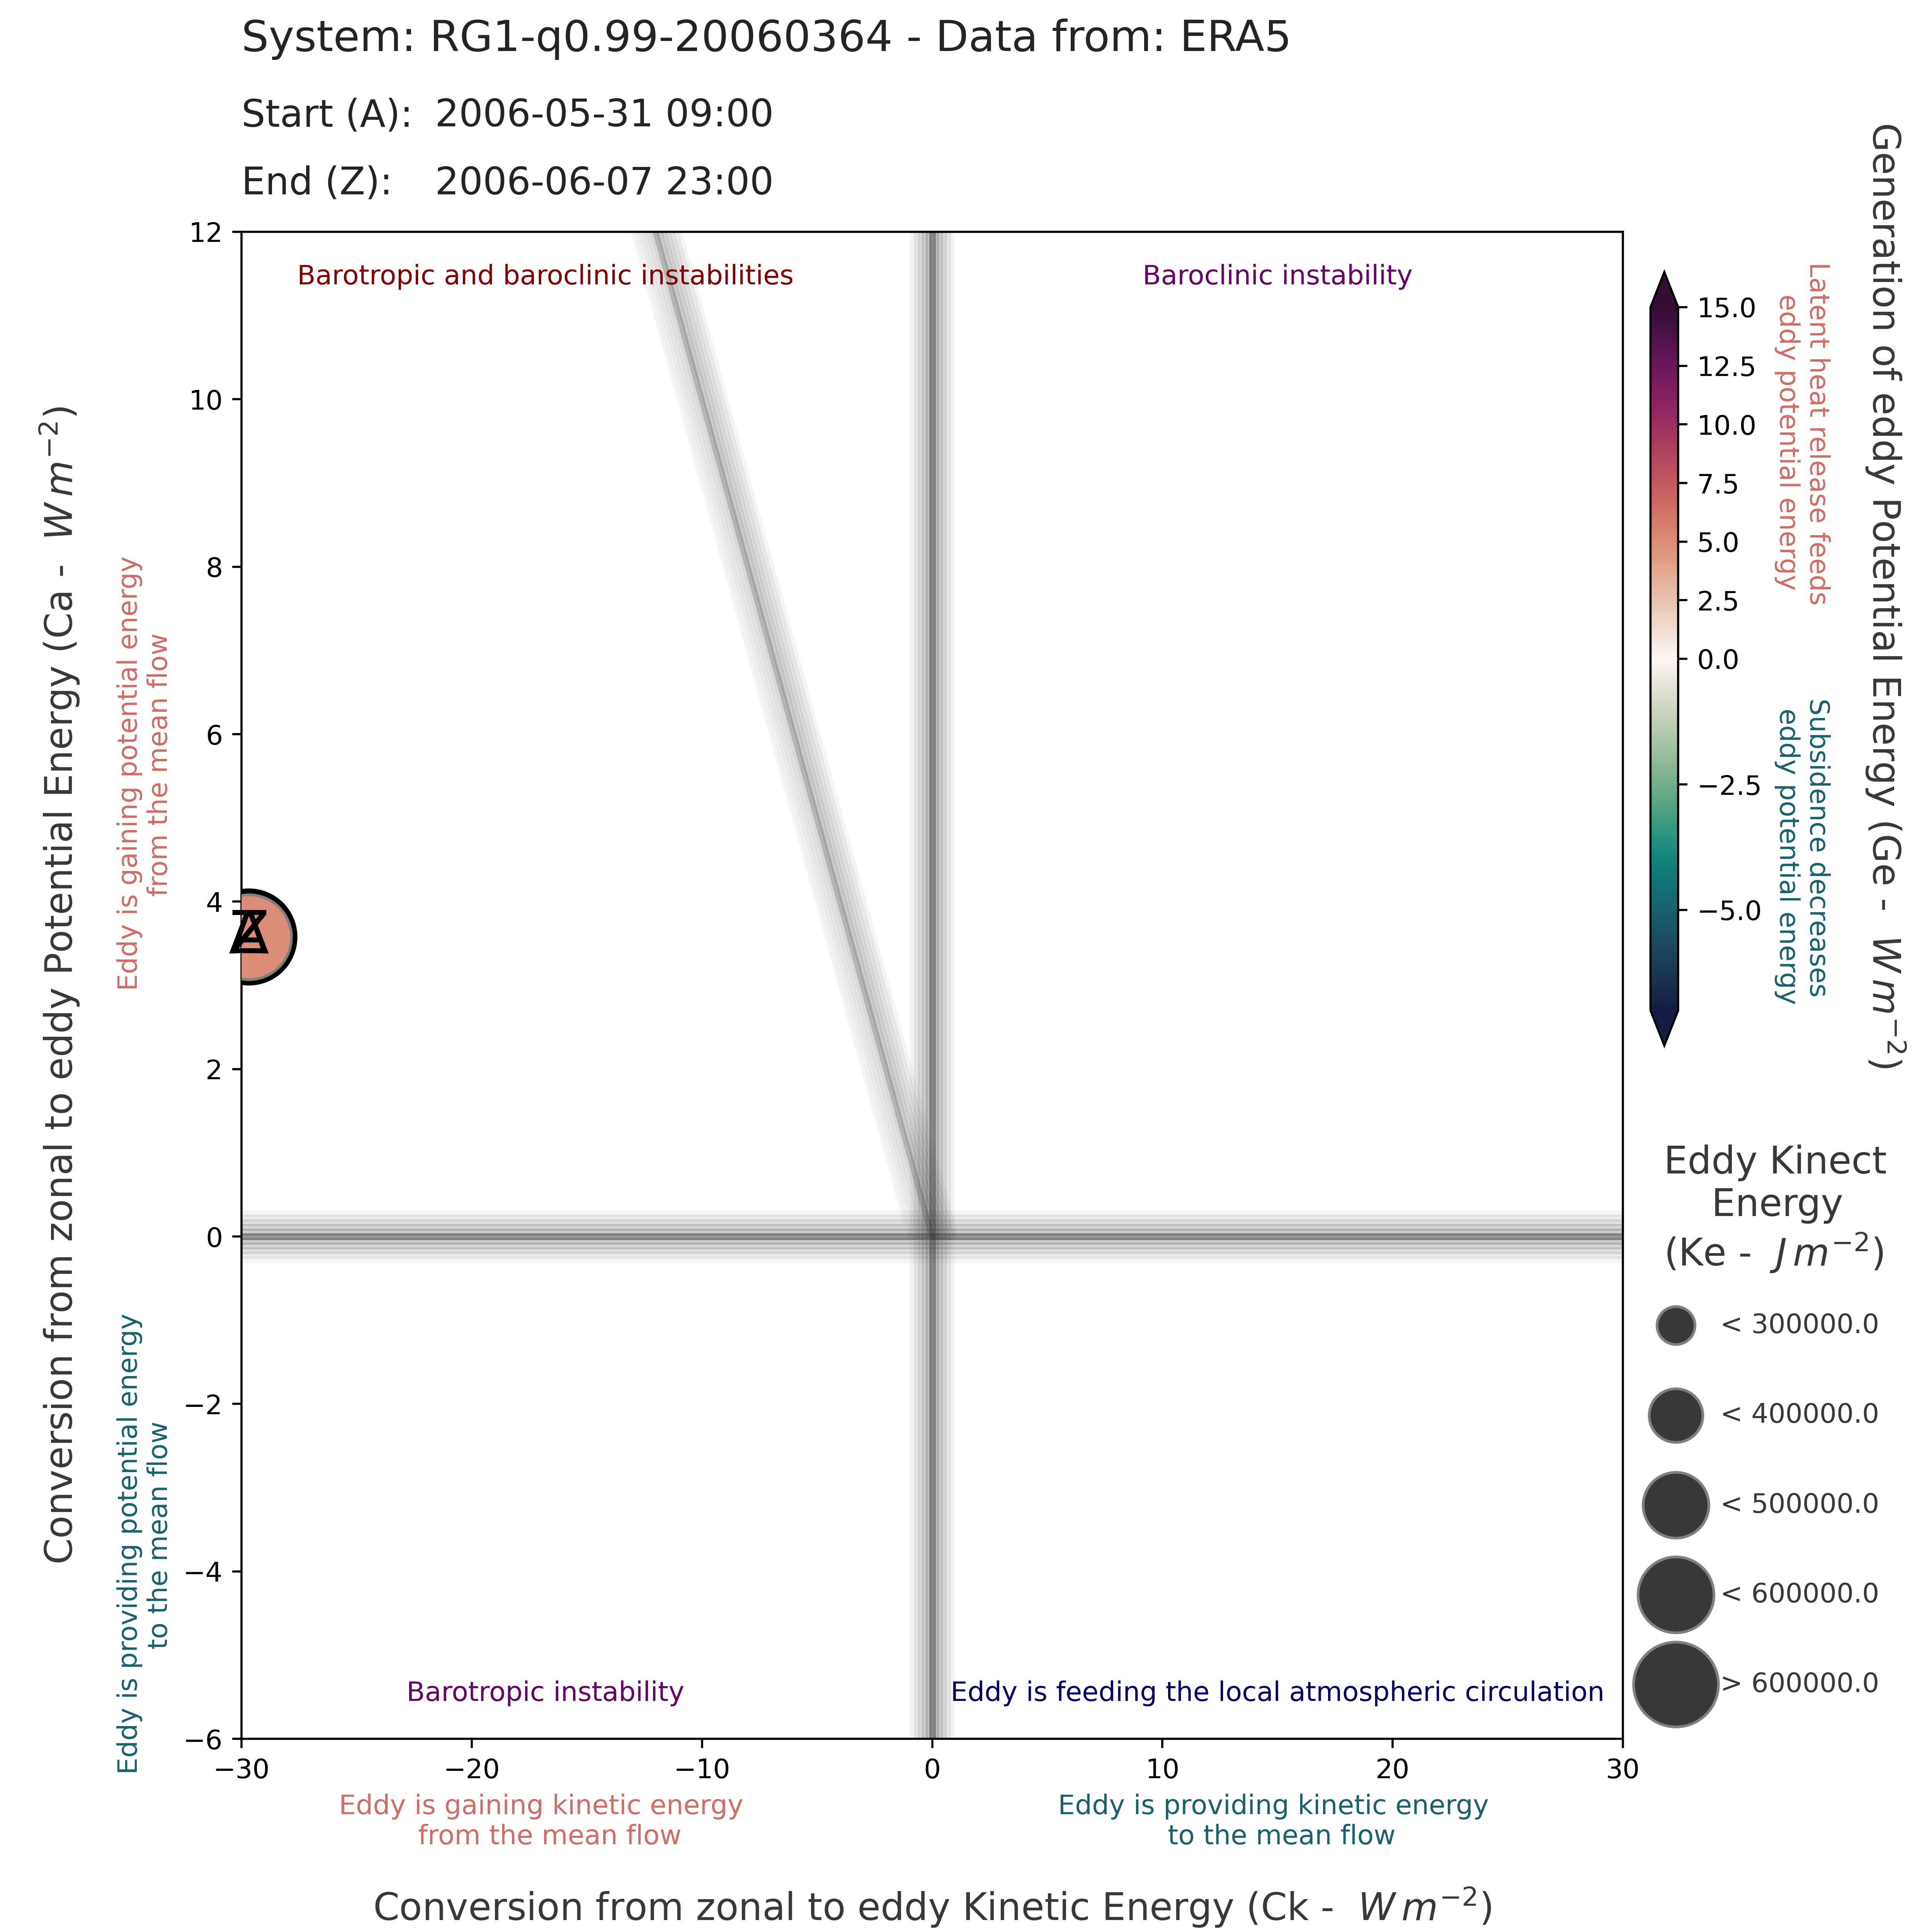 System: RG1-q0.99-20060364 - Data from: ERA5
Start (A): 2006-05-31 09:00
End (Z): 2006-06-07 23:00
Barotropic and baroclinic instabilities
Baroclinic instability
Barotropic instability
Eddy is feeding the local atmospheric circulation
12
10
8
6
4
2
0
−2
−4
−6
A
Z
Conversion from zonal to eddy Potential Energy (Ca - W m⁻²)
Eddy is gaining potential energy
from the mean flow
Eddy is providing potential energy
to the mean flow
−30
−20
−10
0
10
20
30
Eddy is gaining kinetic energy
from the mean flow
Eddy is providing kinetic energy
to the mean flow
Conversion from zonal to eddy Kinetic Energy (Ck - W m⁻²)
15.0
12.5
10.0
7.5
5.0
2.5
0.0
−2.5
−5.0
Latent heat release feeds
eddy potential energy
Subsidence decreases
eddy potential energy
Generation of eddy Potential Energy (Ge - W m⁻²)
Eddy Kinect
Energy
(Ke - J m⁻²)
< 300000.0
< 400000.0
< 500000.0
< 600000.0
> 600000.0